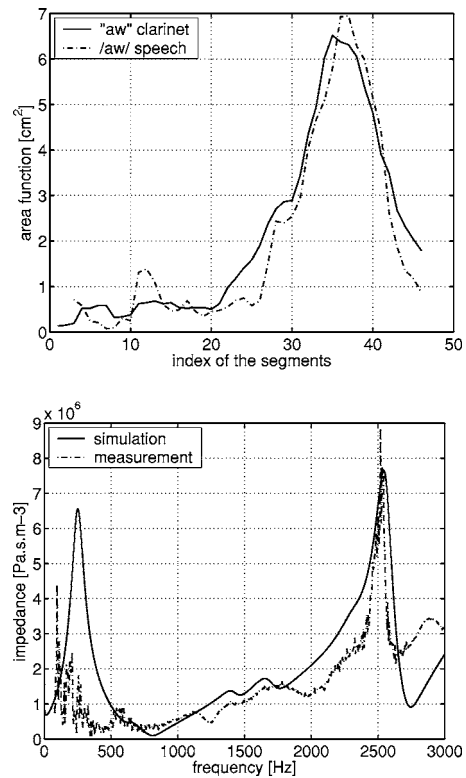 7
"aw" clarinet
/aw/ speech
6
5
4
3
2
1
0
area function [cm²]
0 10 20 30 40 50
index of the segments
9 x 10⁶
simulation
measurement
8
7
6
5
4
3
2
1
0
impedance [Pa.s.m−3]
0 500 1000 1500 2000 2500 3000
frequency [Hz]